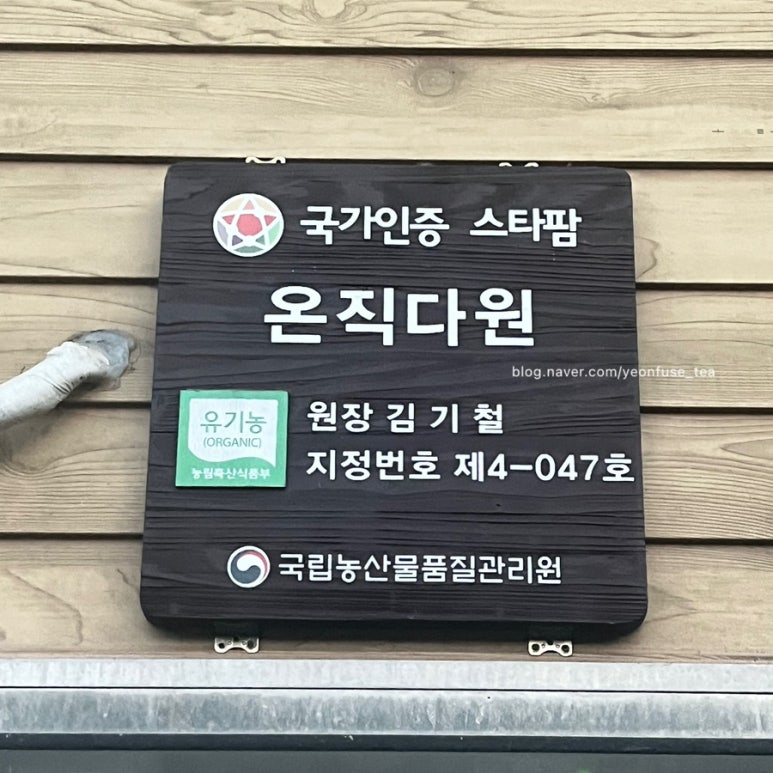 국가인증 스타팜
온직다원
blog.naver.com/yeonfuse_tea
유기농
(ORGANIC)
농림축산식품부
원장 김 기 철
지정번호 제4-047호
국립농산물품질관리원